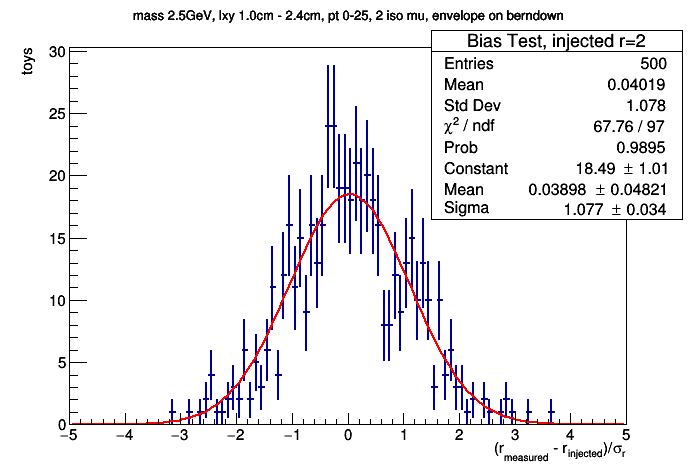 mass 2.5GeV, lxy 1.0cm - 2.4cm, pt 0-25, 2 iso mu, envelope on berndown
Bias Test, injected r=2
Entries 500
Mean 0.04019
Std Dev 1.078
χ² / ndf 67.76 / 97
Prob 0.9895
Constant 18.49 ± 1.01
Mean 0.03898 ± 0.04821
Sigma 1.077 ± 0.034
toys
30
25
20
15
10
5
0
−5 −4 −3 −2 −1 0 1 2 3 4 5
(r_measured - r_injected)/σ_r